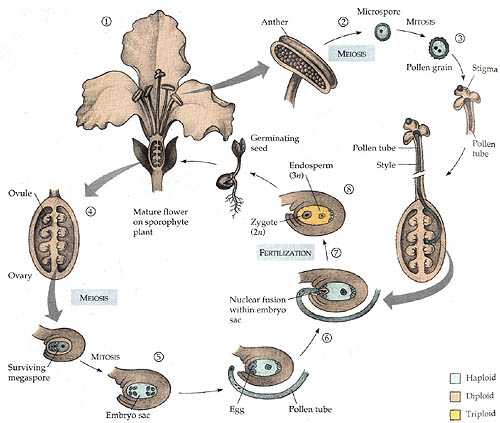 ①
Anther
②
Microspore
MITOSIS
③
MEIOSIS
Pollen grain
Stigma
Pollen
tube
Pollen tube
Style
Germinating
seed
Endosperm
(3n)
⑧
Zygote
(2n)
⑦
FERTILIZATION
Mature flower
on sporophyte
plant
Ovule
④
Ovary
MEIOSIS
Nuclear fusion
within embryo
sac
⑥
Surviving
megaspore
MITOSIS
⑤
Embryo sac
Egg
Pollen tube
Haploid
Diploid
Triploid